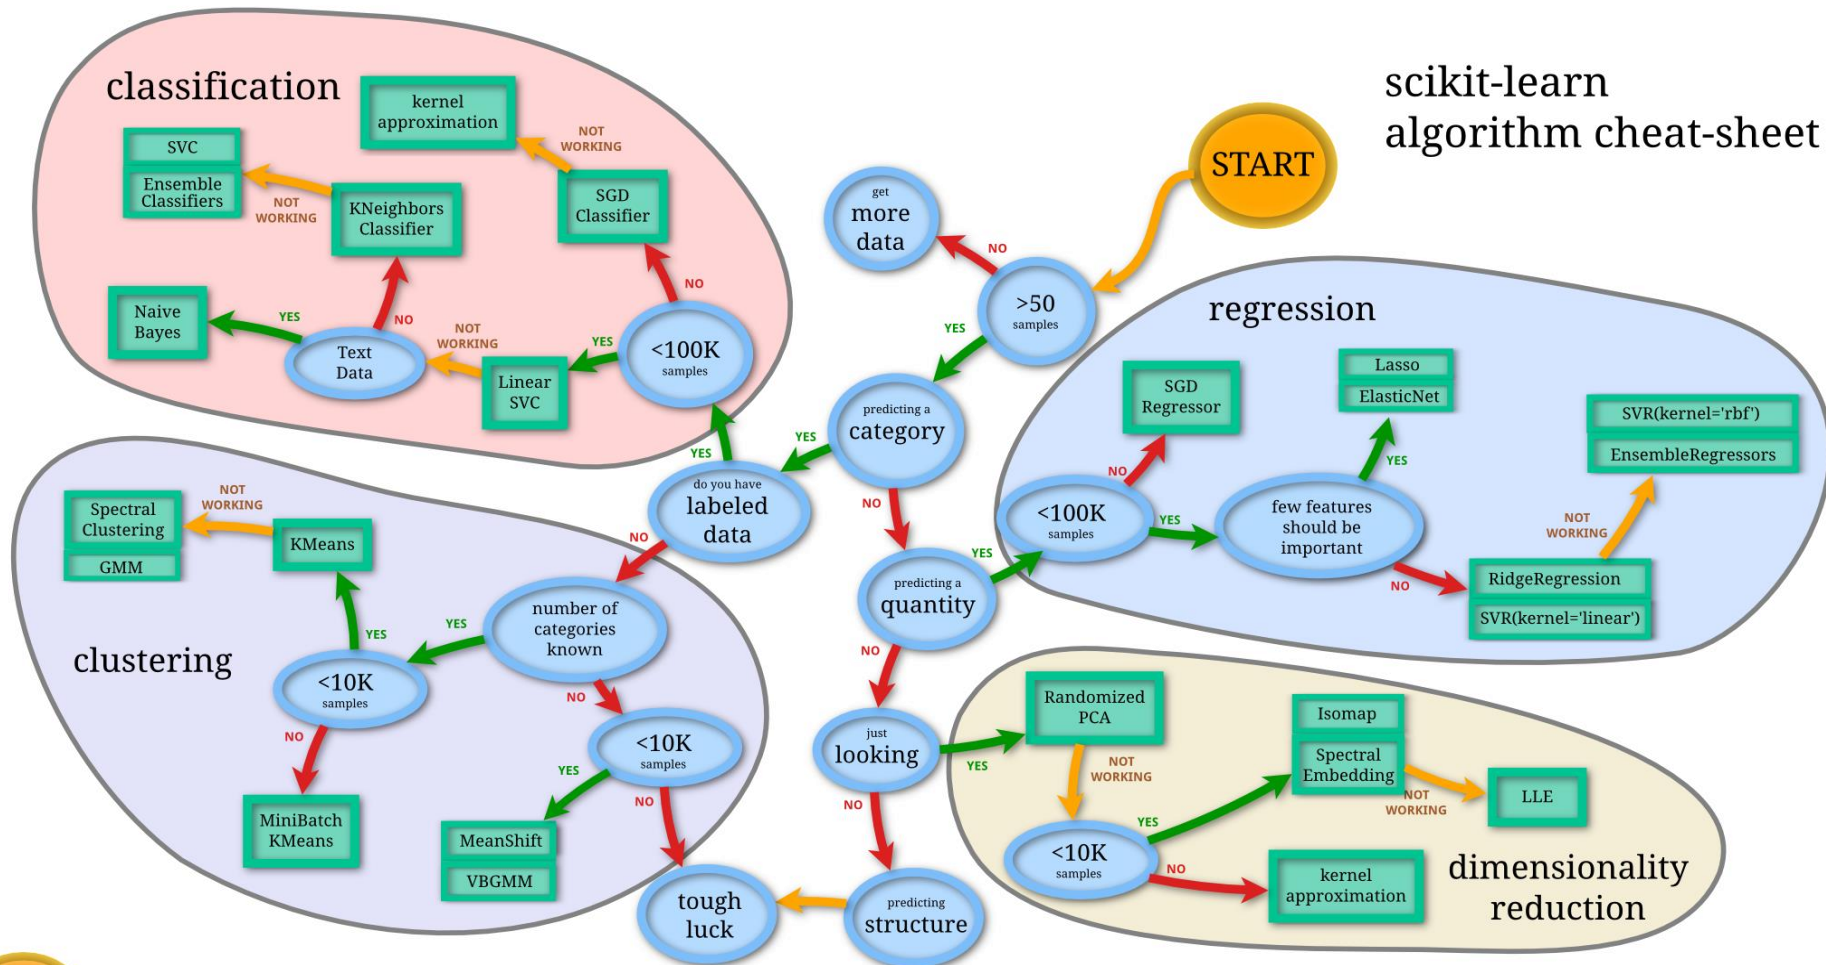 scikit-learn
algorithm cheat-sheet
START
>50
samples
NO
get
more
data
YES
predicting a
category
YES
do you have
labeled
data
YES
NO
NO
predicting a
quantity
YES
NO
just
looking
YES
NO
predicting
structure
tough
luck
classification
<100K
samples
NO
SGD
Classifier
NOT
WORKING
kernel
approximation
YES
Linear
SVC
NOT
WORKING
Text
Data
YES
Naive
Bayes
NO
KNeighbors
Classifier
NOT
WORKING
SVC
Ensemble
Classifiers
clustering
number of
categories
known
YES
<10K
samples
YES
KMeans
NOT
WORKING
Spectral
Clustering
GMM
NO
MiniBatch
KMeans
NO
<10K
samples
YES
MeanShift
VBGMM
NO
regression
<100K
samples
NO
SGD
Regressor
YES
few features
should be
important
YES
Lasso
ElasticNet
NO
RidgeRegression
SVR(kernel='linear')
NOT
WORKING
SVR(kernel='rbf')
EnsembleRegressors
dimensionality
reduction
Randomized
PCA
NOT
WORKING
<10K
samples
YES
Isomap
Spectral
Embedding
NOT
WORKING
LLE
NO
kernel
approximation